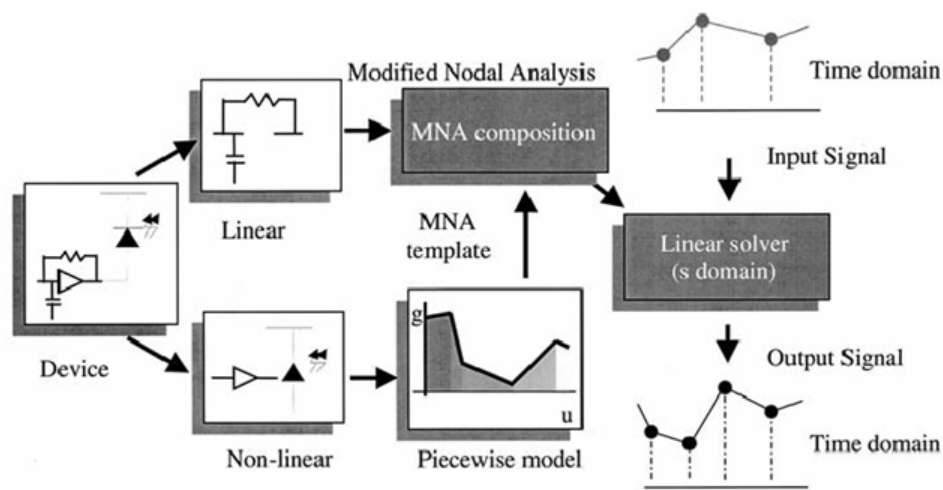 Modified Nodal Analysis
MNA composition
Time domain
Input Signal
Linear
MNA
template
Linear solver
(s domain)
Device
g
u
Output Signal
Non-linear
Piecewise model
Time domain